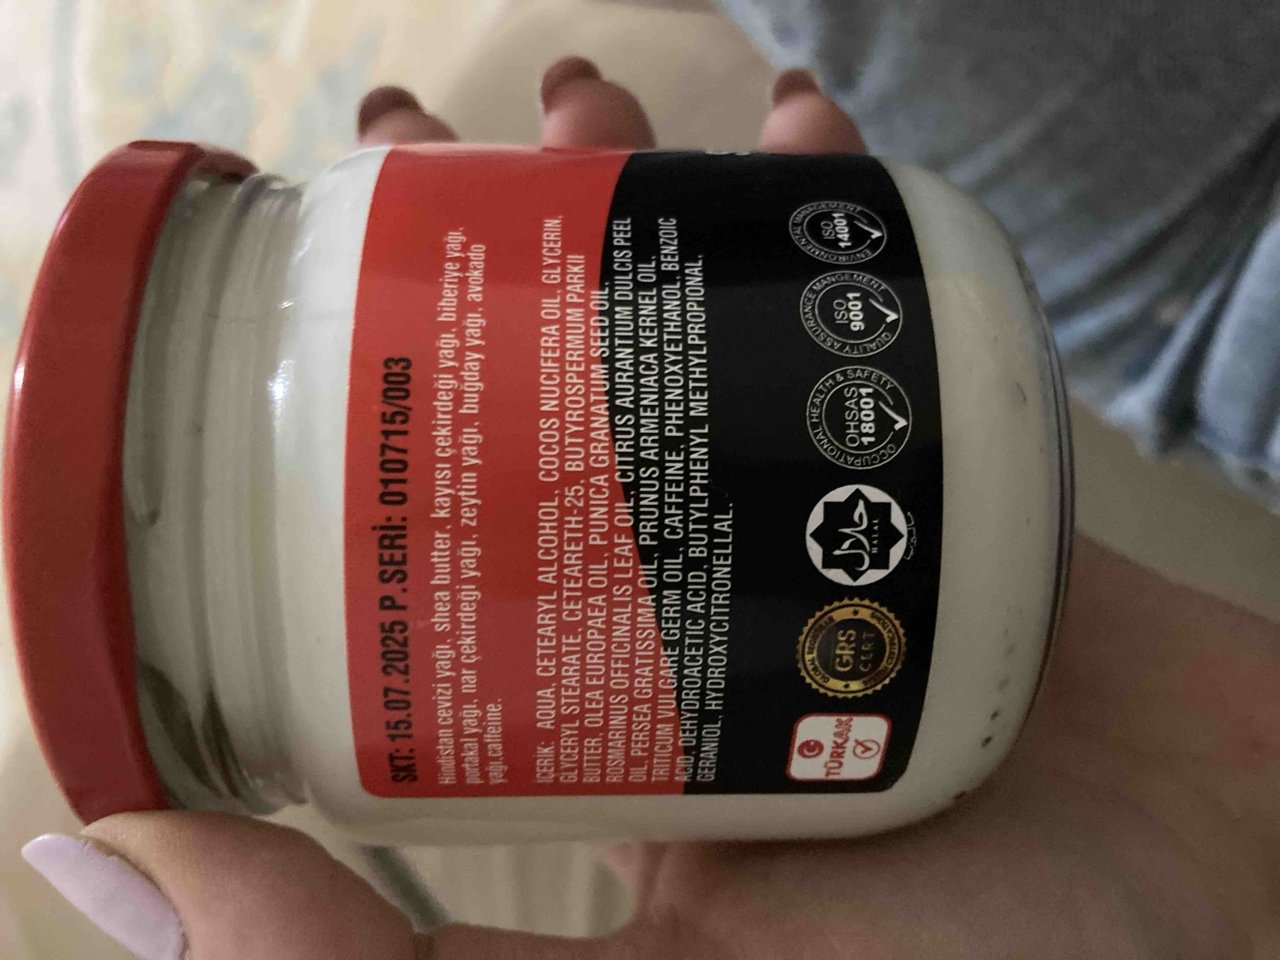 SKT: 15.07.2025 P.SERİ: 010715/003
Hindistan cevizi yağı, shea butter, kayısı çekirdeği yağı, biberiye yağı,
portakal yağı, nar çekirdeği yağı, zeytin yağı, buğday yağı, avokado
yağı,caffeine.
İÇERİK: AQUA, CETEARYL ALCOHOL, COCOS NUCIFERA OIL, GLYCERIN,
GLYCERYL STEARATE, CETEARETH-25, BUTYROSPERMUM PARKII
BUTTER, OLEA EUROPAEA OIL, PUNICA GRANATUM SEED OIL,
ROSMARINUS OFFICINALIS LEAF OIL, CITRUS AURANTIUM DULCIS PEEL
OIL, PERSEA GRATISSIMA OIL, PRUNUS ARMENIACA KERNEL OIL,
TRITICUM VULGARE GERM OIL, CAFFEINE, PHENOXYETHANOL, BENZOIC
ACID, DEHYDROACETIC ACID, BUTYLPHENYL METHYLPROPIONAL,
GERANIOL, HYDROXYCITRONELLAL.
TÜRKAK
GRS
CERT
حلال
HALAL
OCCUPATIONAL HEALTH & SAFETY
OHSAS
18001
QUALITY ASSURANCE MANGEMENT
ISO
9001
ENVIRONMENTAL MANAGEMENT
ISO
14001